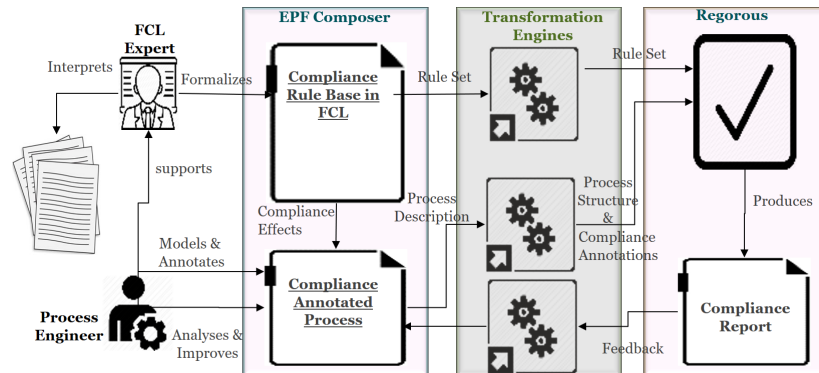 EPF Composer
Transformation
Engines
Regorous
FCL
Expert
Interprets
Formalizes
Compliance
Rule Base in
FCL
Rule Set
Rule Set
supports
Compliance
Effects
Process
Description
Process
Structure
&
Compliance
Annotations
Produces
Models &
Annotates
Process
Engineer
Analyses &
Improves
Compliance
Annotated
Process
Compliance
Report
Feedback